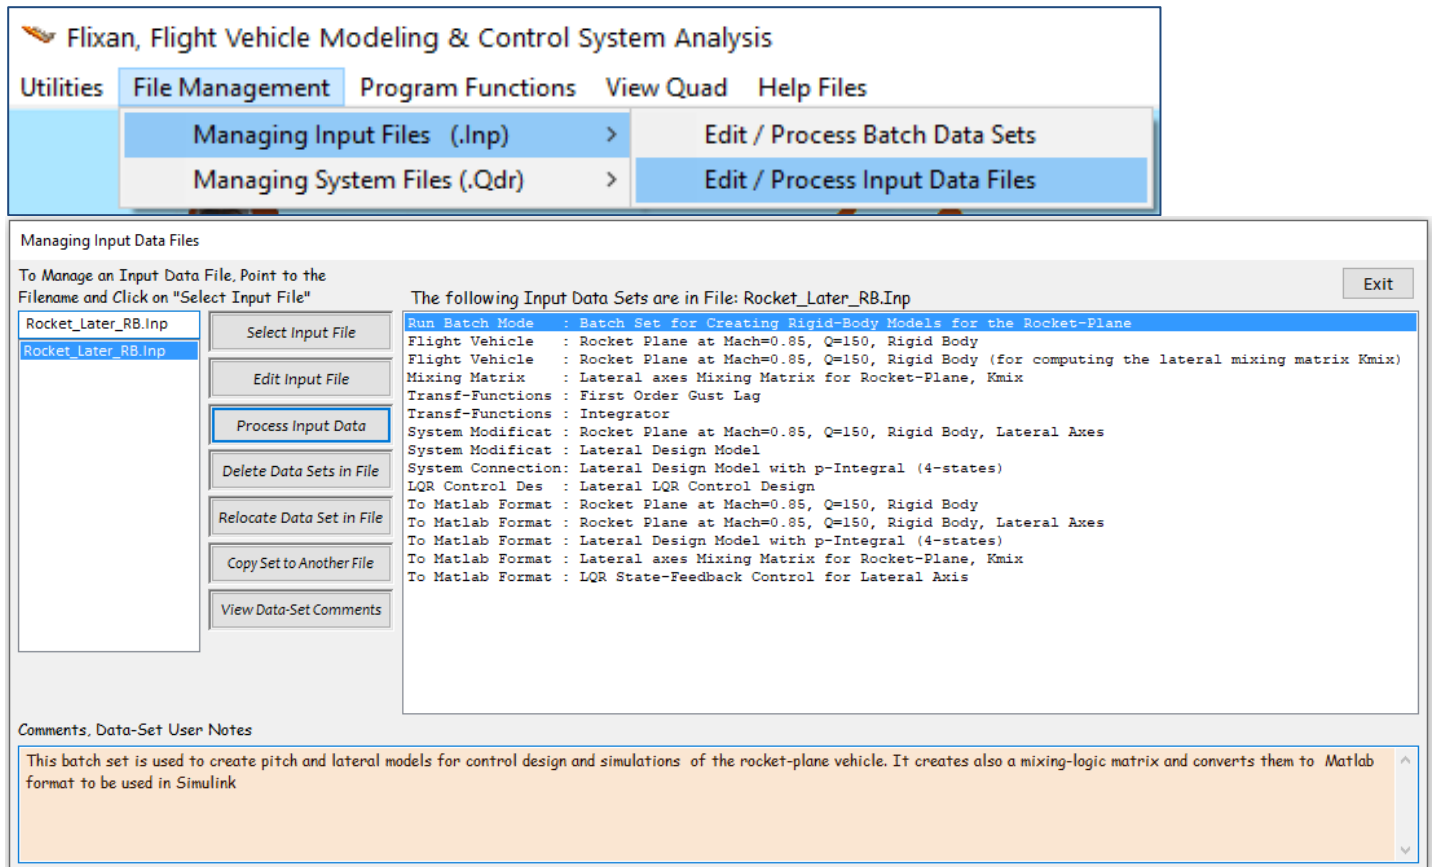 Flixan, Flight Vehicle Modeling & Control System Analysis
Utilities File Management Program Functions View Quad Help Files
Managing Input Files (.Inp) > Edit / Process Batch Data Sets
Managing System Files (.Qdr) > Edit / Process Input Data Files
Managing Input Data Files
To Manage an Input Data File, Point to the
Filename and Click on "Select Input File"
The following Input Data Sets are in File: Rocket_Later_RB.Inp
Exit
Rocket_Later_RB.Inp
Rocket_Later_RB.Inp
Select Input File
Edit Input File
Process Input Data
Delete Data Sets in File
Relocate Data Set in File
Copy Set to Another File
View Data-Set Comments
Run Batch Mode : Batch Set for Creating Rigid-Body Models for the Rocket-Plane
Flight Vehicle : Rocket Plane at Mach=0.85, Q=150, Rigid Body
Flight Vehicle : Rocket Plane at Mach=0.85, Q=150, Rigid Body (for computing the lateral mixing matrix Kmix)
Mixing Matrix : Lateral axes Mixing Matrix for Rocket-Plane, Kmix
Transf-Functions : First Order Gust Lag
Transf-Functions : Integrator
System Modificat : Rocket Plane at Mach=0.85, Q=150, Rigid Body, Lateral Axes
System Modificat : Lateral Design Model
System Connection: Lateral Design Model with p-Integral (4-states)
LQR Control Des : Lateral LQR Control Design
To Matlab Format : Rocket Plane at Mach=0.85, Q=150, Rigid Body
To Matlab Format : Rocket Plane at Mach=0.85, Q=150, Rigid Body, Lateral Axes
To Matlab Format : Lateral Design Model with p-Integral (4-states)
To Matlab Format : Lateral axes Mixing Matrix for Rocket-Plane, Kmix
To Matlab Format : LQR State-Feedback Control for Lateral Axis
Comments, Data-Set User Notes
This batch set is used to create pitch and lateral models for control design and simulations of the rocket-plane vehicle. It creates also a mixing-logic matrix and converts them to Matlab
format to be used in Simulink